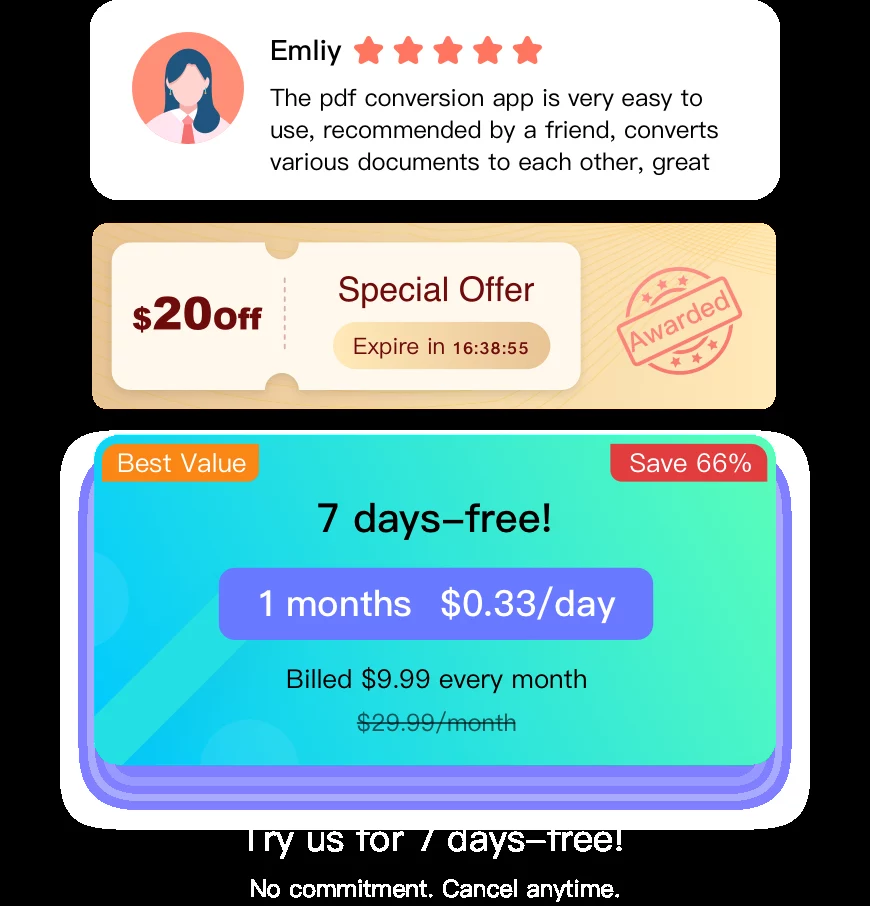 Emliy
The pdf conversion app is very easy to
use, recommended by a friend, converts
various documents to each other, great
$20Off
Special Offer
Expire in 16:38:55
Awarded
Best Value
Save 66%
7 days–free!
1 months $0.33/day
Billed $9.99 every month
$29.99/month
Try us for 7 days–free!
No commitment. Cancel anytime.